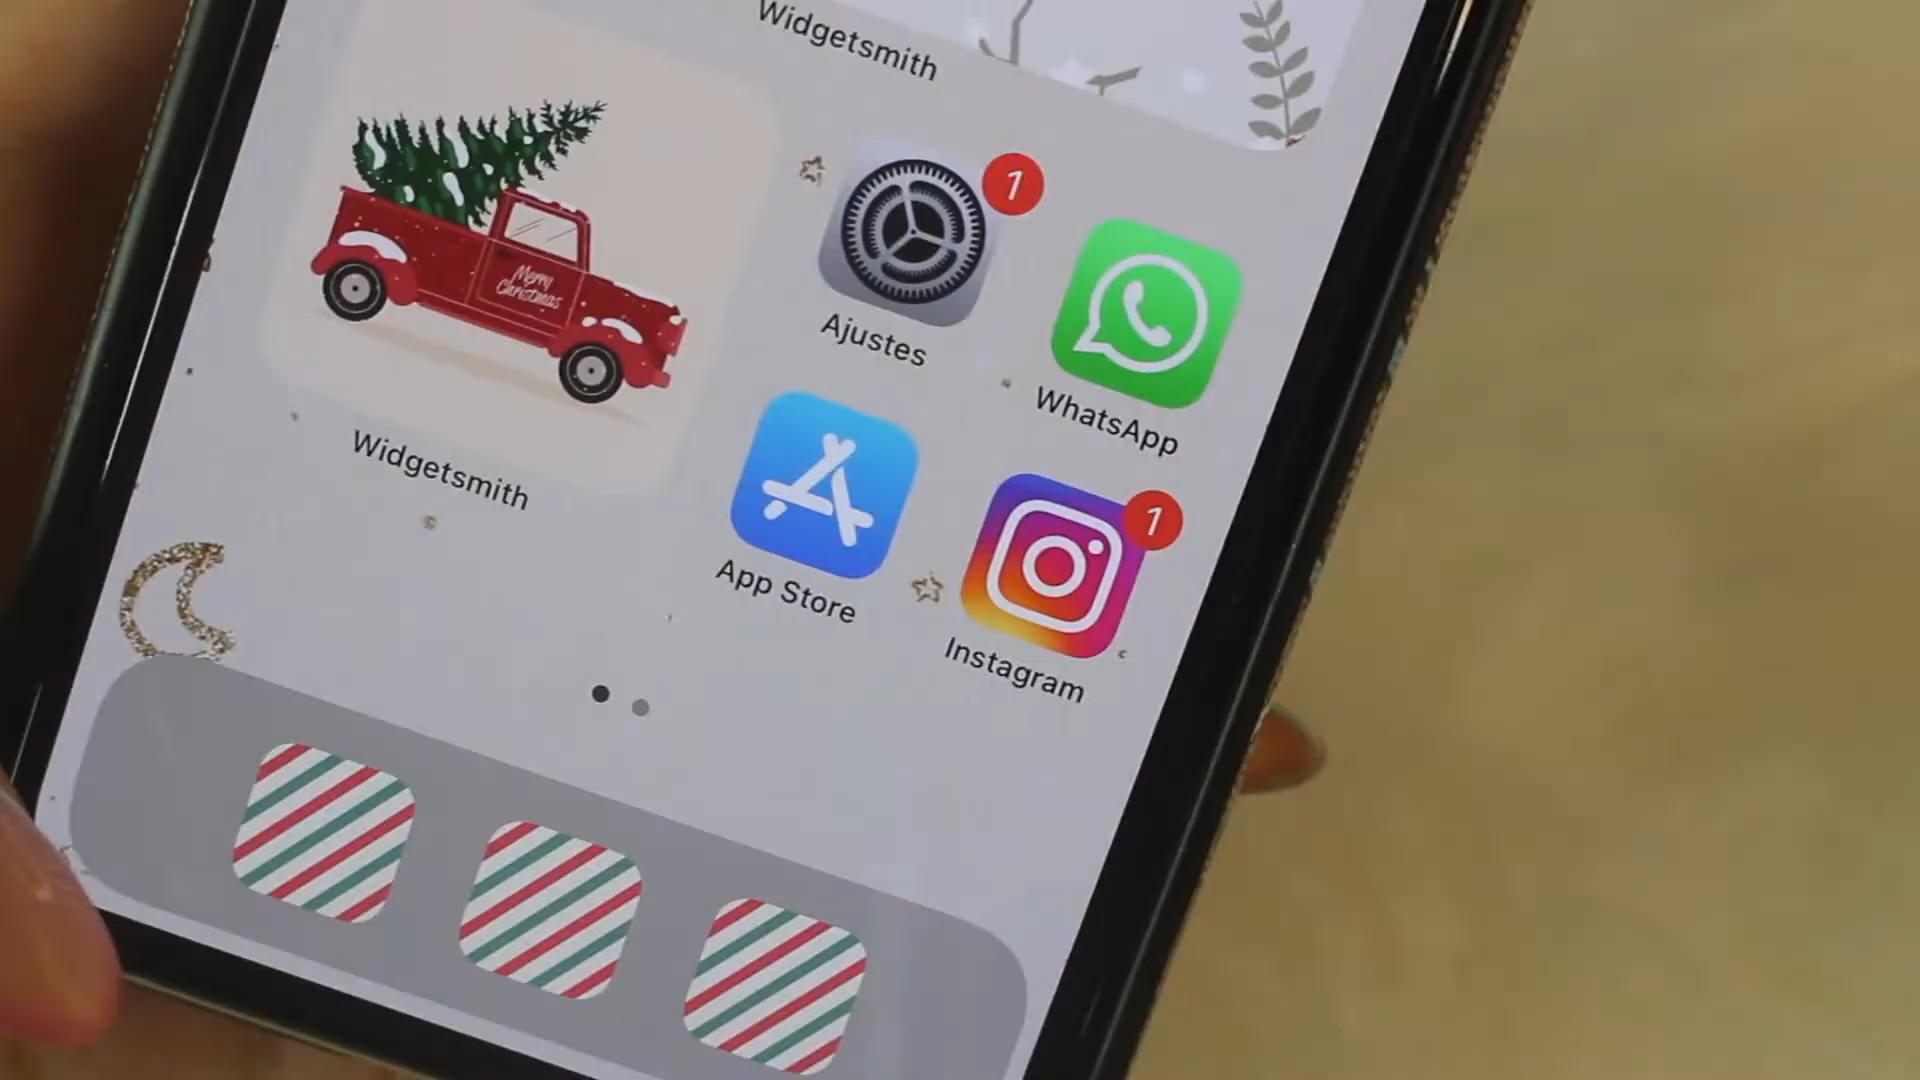 Widgetsmith
1
Merry
Christmas
Ajustes
WhatsApp
Widgetsmith
App Store
1
Instagram